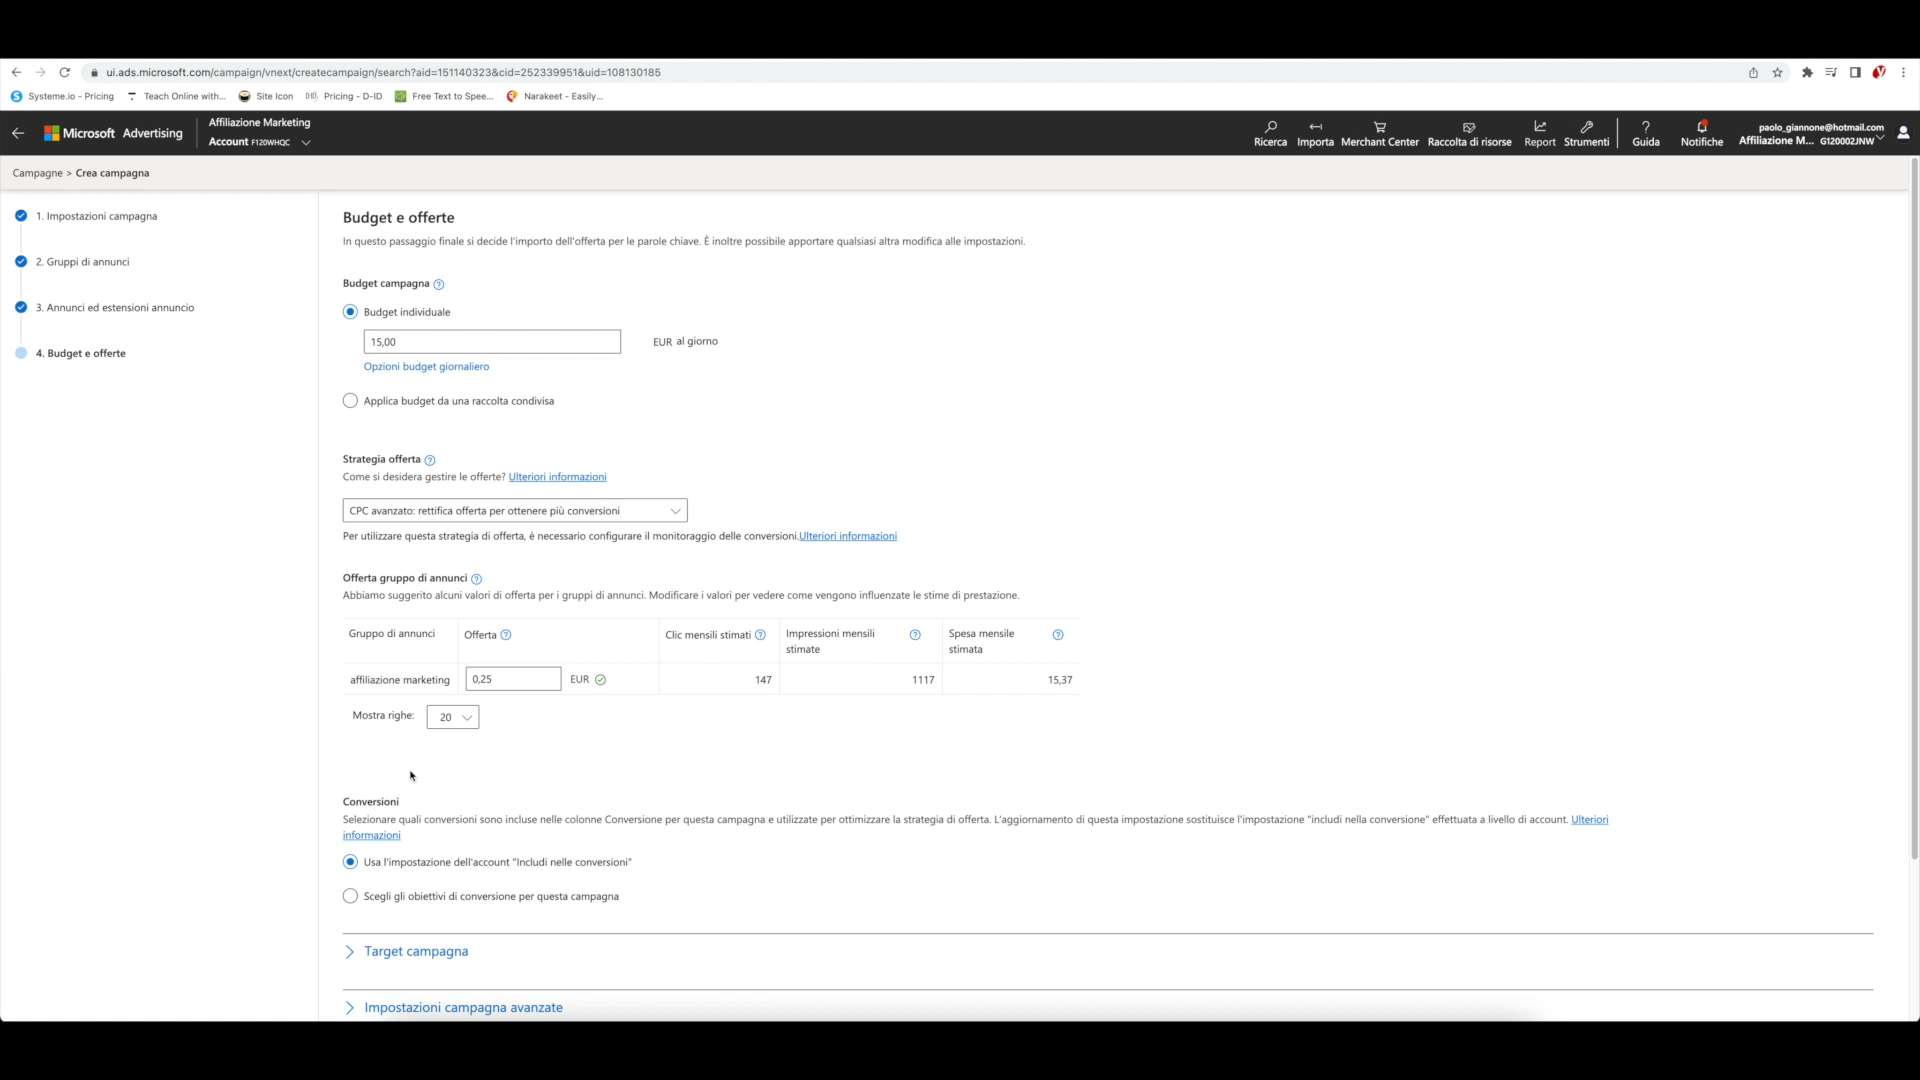 ui.ads.microsoft.com/campaign/vnext/createcampaign/search?aid=151140323&cid=252339951&uid=108130185
Systeme.io - Pricing
Teach Online with...
Site Icon
Pricing - D-ID
Free Text to Spee...
Narakeet - Easily...
Microsoft Advertising
Affiliazione Marketing
Account F120WHQC
Ricerca
Importa
Merchant Center
Raccolta di risorse
Report
Strumenti
Guida
Notifiche
paolo_giannone@hotmail.com
Affiliazione M... G120002JNW
Campagne > Crea campagna
1. Impostazioni campagna
2. Gruppi di annunci
3. Annunci ed estensioni annuncio
4. Budget e offerte
Budget e offerte
In questo passaggio finale si decide l'importo dell'offerta per le parole chiave. È inoltre possibile apportare qualsiasi altra modifica alle impostazioni.
Budget campagna
Budget individuale
15,00 EUR al giorno
Opzioni budget giornaliero
Applica budget da una raccolta condivisa
Strategia offerta
Come si desidera gestire le offerte? Ulteriori informazioni
CPC avanzato: rettifica offerta per ottenere più conversioni
Per utilizzare questa strategia di offerta, è necessario configurare il monitoraggio delle conversioni.Ulteriori informazioni
Offerta gruppo di annunci
Abbiamo suggerito alcuni valori di offerta per i gruppi di annunci. Modificare i valori per vedere come vengono influenzate le stime di prestazione.
Gruppo di annunci
Offerta
Clic mensili stimati
Impressioni mensili
stimate
Spesa mensile
stimata
affiliazione marketing
0,25 EUR
147
1117
15,37
Mostra righe: 20
Conversioni
Selezionare quali conversioni sono incluse nelle colonne Conversione per questa campagna e utilizzate per ottimizzare la strategia di offerta. L'aggiornamento di questa impostazione sostituisce l'impostazione "includi nella conversione" effettuata a livello di account. Ulteriori
informazioni
Usa l'impostazione dell'account "Includi nelle conversioni"
Scegli gli obiettivi di conversione per questa campagna
Target campagna
Impostazioni campagna avanzate